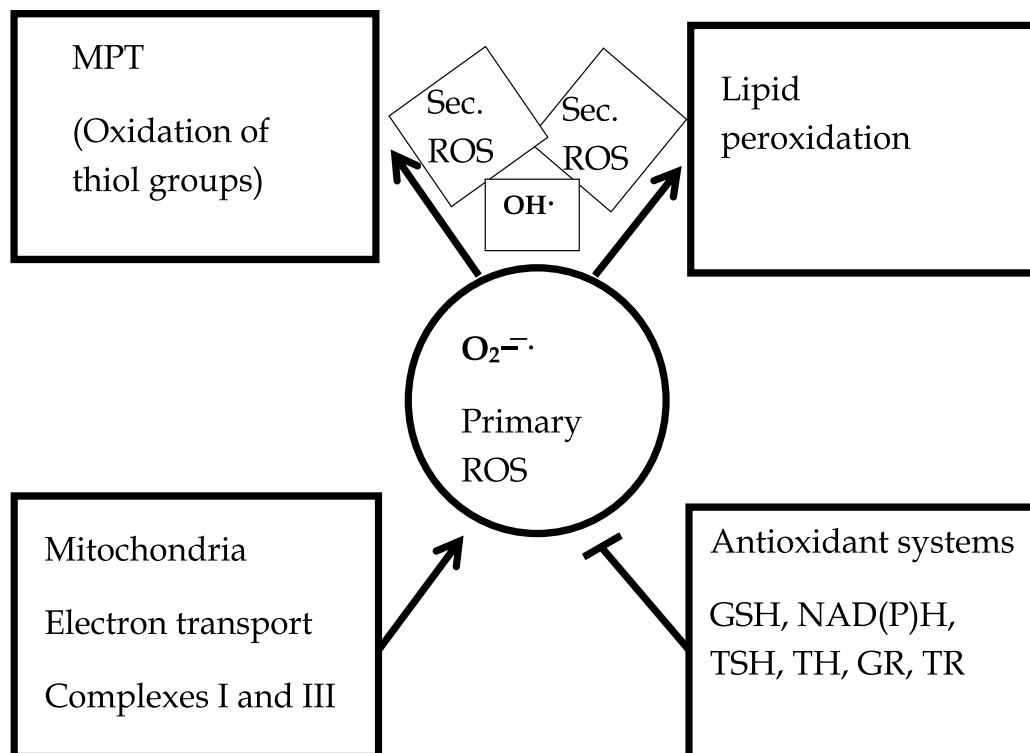 MPT
(Oxidation of
thiol groups)
Sec.
ROS
Sec.
ROS
OH·
Lipid
peroxidation
O₂⁻·
Primary
ROS
Mitochondria
Electron transport
Complexes I and III
Antioxidant systems
GSH, NAD(P)H,
TSH, TH, GR, TR